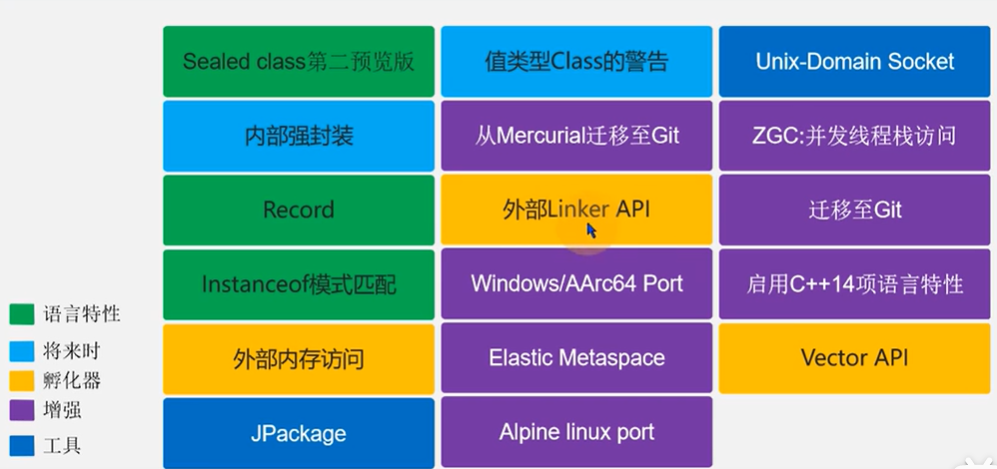 Sealed class第二预览版
值类型Class的警告
Unix-Domain Socket
内部强封装
从Mercurial迁移至Git
ZGC:并发线程栈访问
Record
外部Linker API
迁移至Git
Instanceof模式匹配
Windows/AArc64 Port
启用C++14项语言特性
外部内存访问
Elastic Metaspace
Vector API
JPackage
Alpine linux port
语言特性
将来时
孵化器
增强
工具